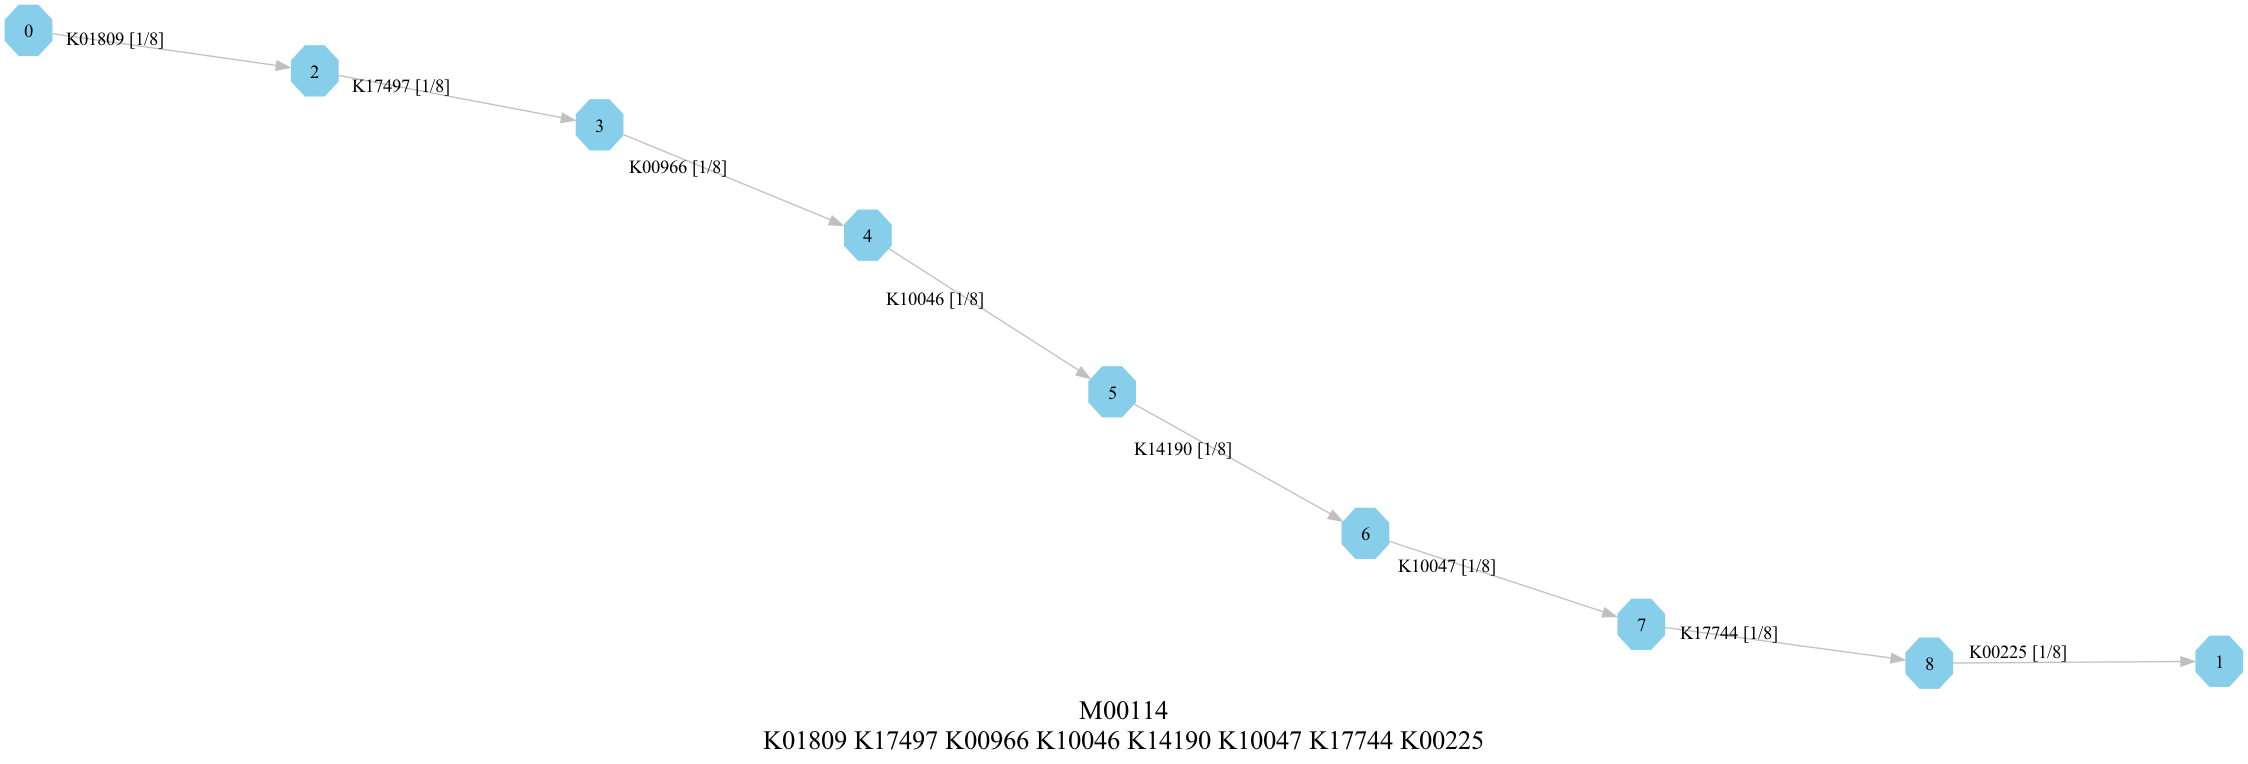 0
K01809 [1/8]
2
K17497 [1/8]
3
K00966 [1/8]
4
K10046 [1/8]
5
K14190 [1/8]
6
K10047 [1/8]
7
K17744 [1/8]
8
K00225 [1/8]
1
M00114
K01809 K17497 K00966 K10046 K14190 K10047 K17744 K00225